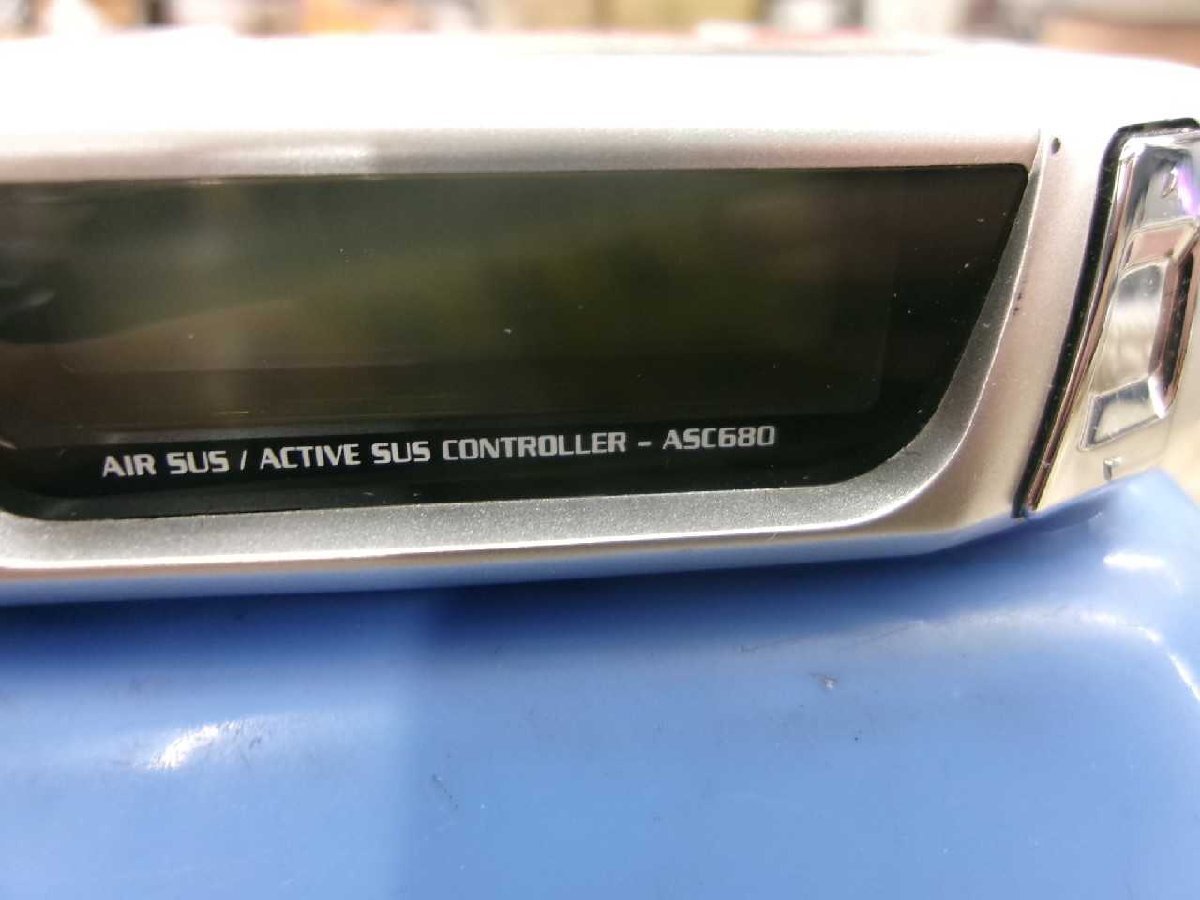 AIR SUS / ACTIVE SUS CONTROLLER - ASC680